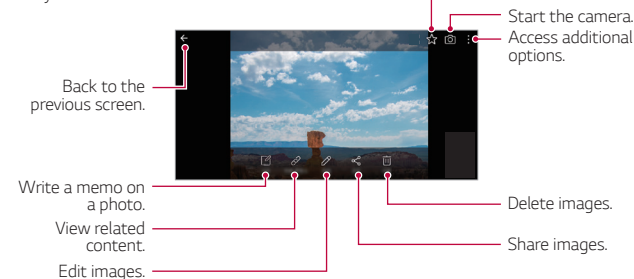 Start the camera.
Access additional
options.
Back to the
previous screen.
Write a memo on
a photo.
View related
content.
Edit images.
Delete images.
Share images.